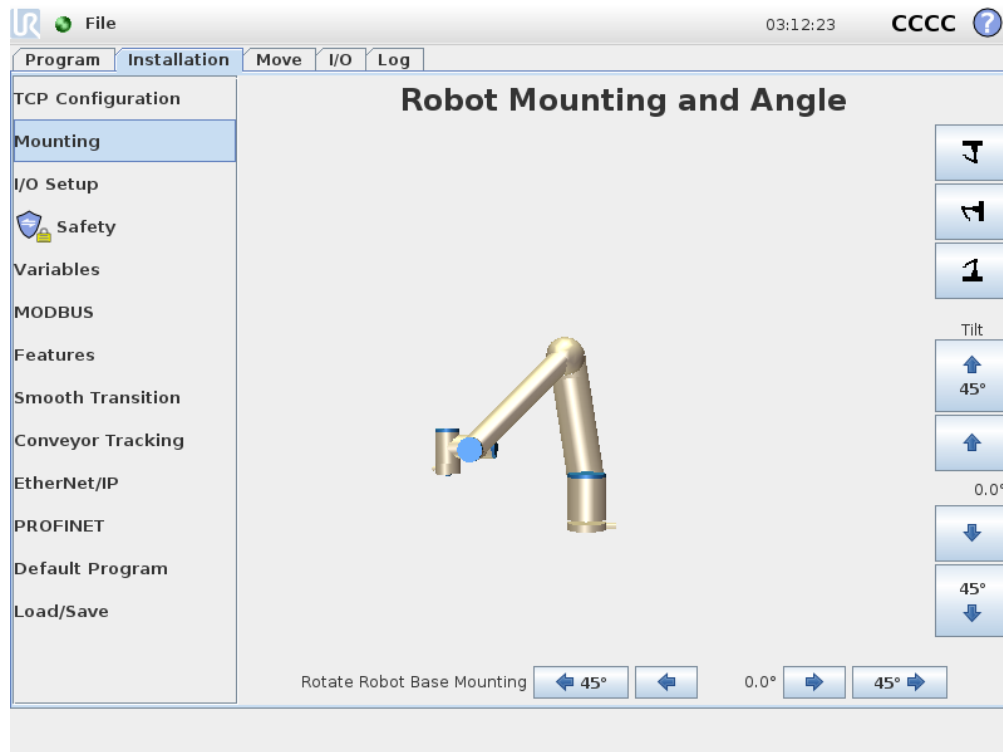 UR File 03:12:23 CCCC ?
Program Installation Move I/O Log
TCP Configuration
Mounting
I/O Setup
Safety
Variables
MODBUS
Features
Smooth Transition
Conveyor Tracking
EtherNet/IP
PROFINET
Default Program
Load/Save
Robot Mounting and Angle
Tilt
45°
0.0°
45°
Rotate Robot Base Mounting 45° 0.0° 45°